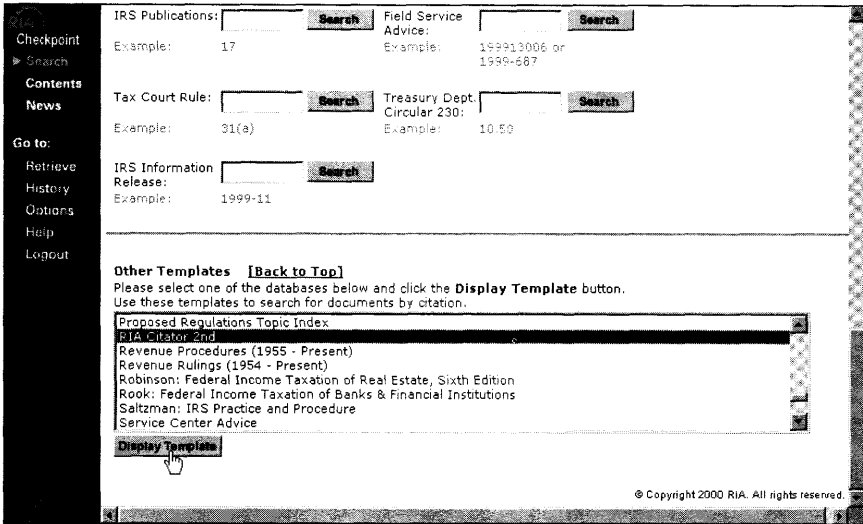 RIA
Checkpoint
Search
Contents
News
Go to:
Retrieve
History
Options
Help
Logout
IRS Publications: Search Field Service Advice: Search
Example: 17 Example: 199913006 or
1999-687
Tax Court Rule: Search Treasury Dept. Circular 230: Search
Example: 31(a) Example: 10.50
IRS Information
Release: Search
Example: 1999-11
Other Templates [Back to Top]
Please select one of the databases below and click the Display Template button.
Use these templates to search for documents by citation.
Proposed Regulations Topic Index
RIA Citator 2nd
Revenue Procedures (1955 - Present)
Revenue Rulings (1954 - Present)
Robinson: Federal Income Taxation of Real Estate, Sixth Edition
Rook: Federal Income Taxation of Banks & Financial Institutions
Saltzman: IRS Practice and Procedure
Service Center Advice
Display Template
© Copyright 2000 RIA. All rights reserved.